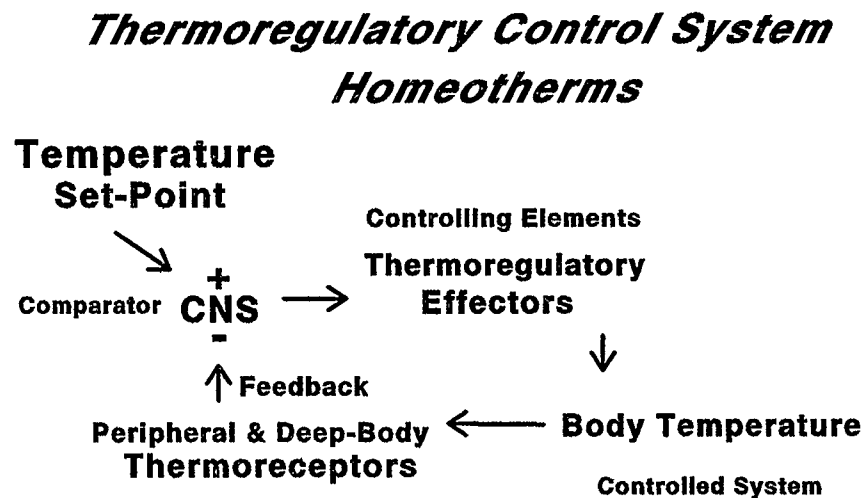 Thermoregulatory Control System
Homeotherms
Temperature
Set-Point
Controlling Elements
Thermoregulatory
Effectors
+
Comparator CNS
-
Feedback
Peripheral & Deep-Body
Thermoreceptors
Body Temperature
Controlled System